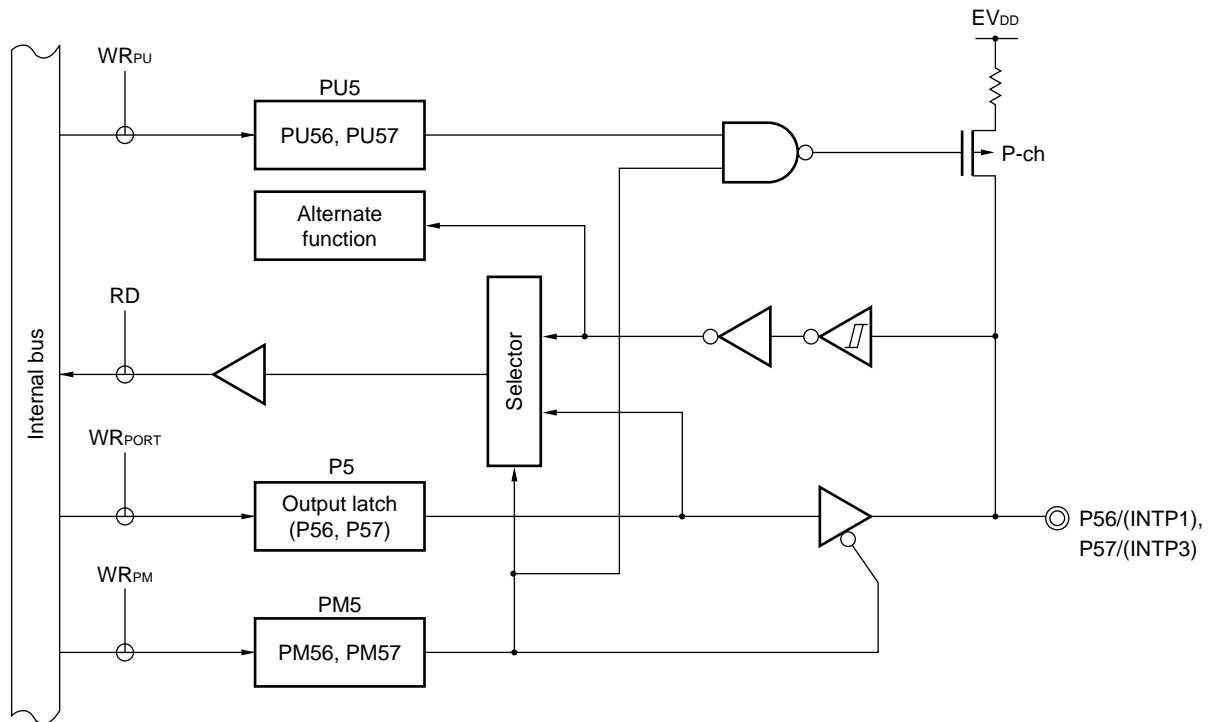 EVDD
WRPU
PU5
PU56, PU57
P-ch
Alternate
function
RD
Selector
Internal bus
WRPORT
P5
Output latch
(P56, P57)
P56/(INTP1),
P57/(INTP3)
WRPM
PM5
PM56, PM57